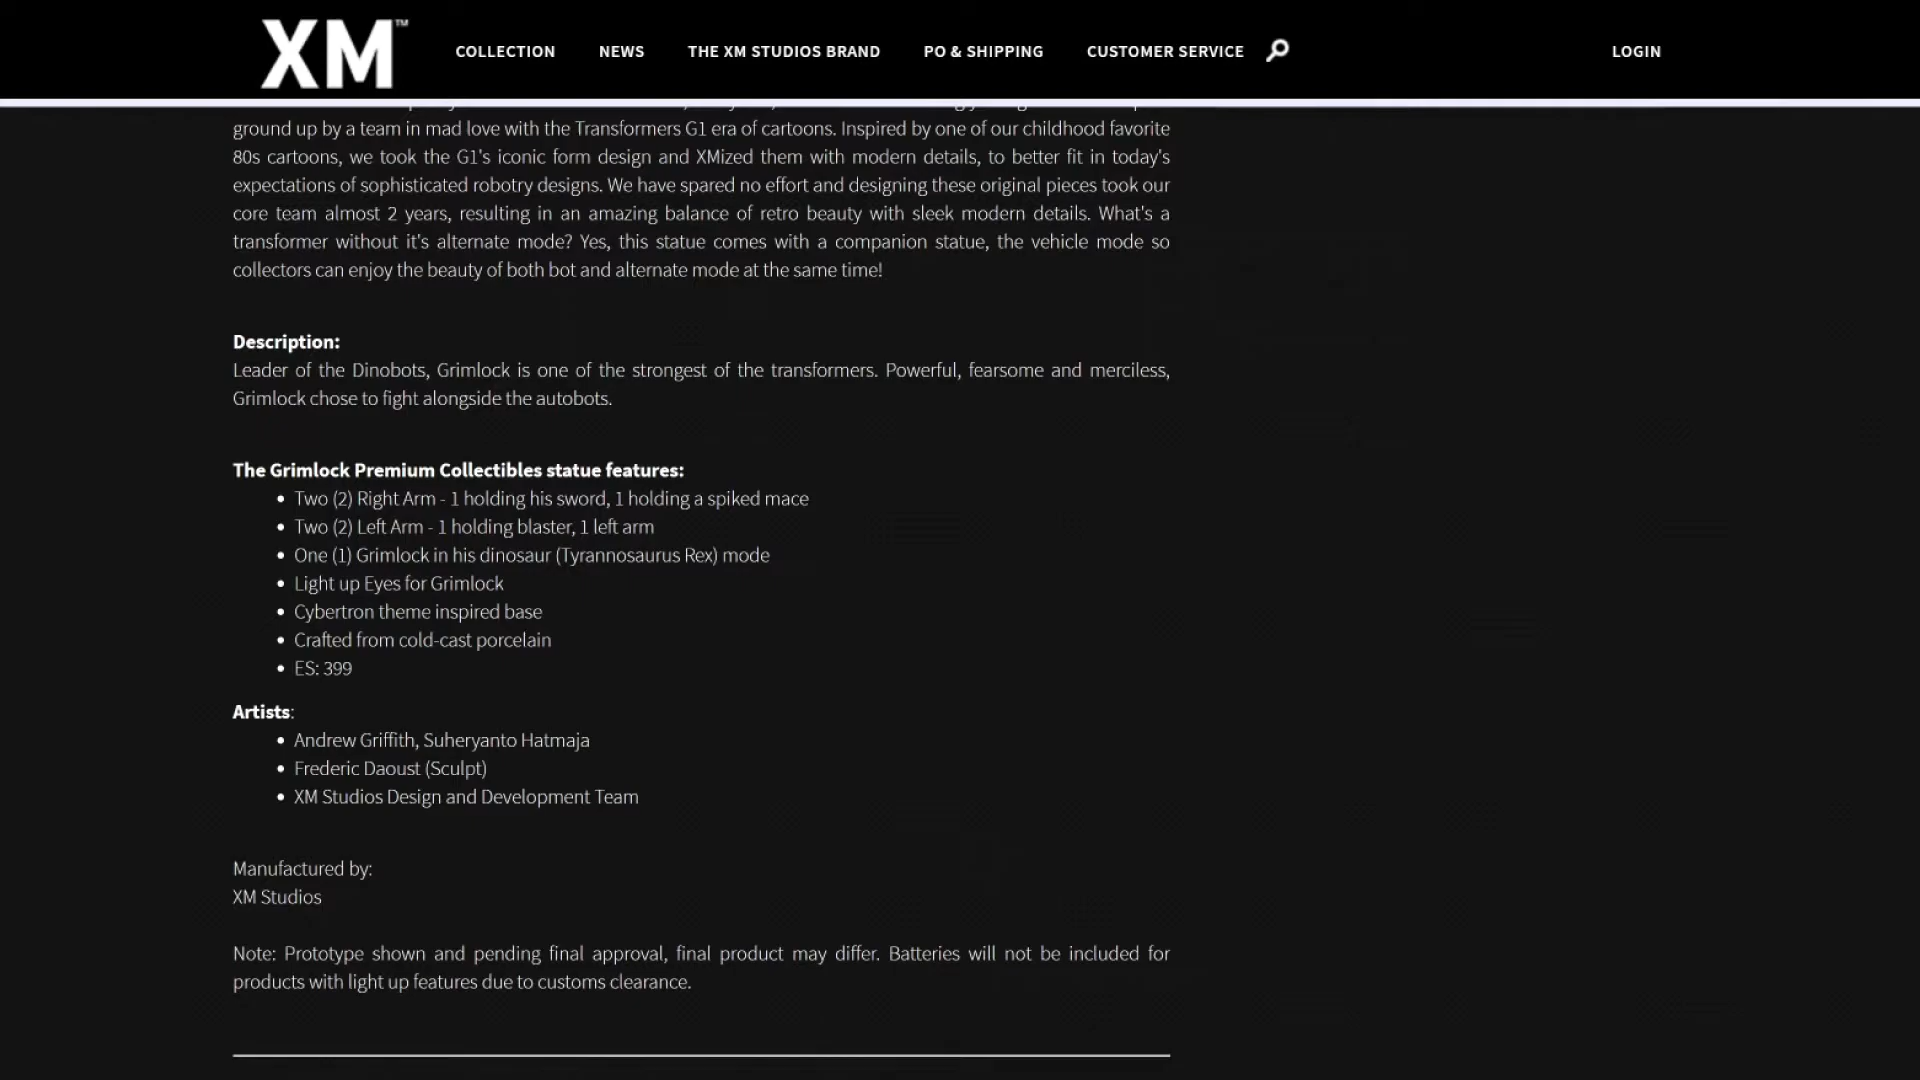 XM™
COLLECTION NEWS THE XM STUDIOS BRAND PO & SHIPPING CUSTOMER SERVICE LOGIN
ground up by a team in mad love with the Transformers G1 era of cartoons. Inspired by one of our childhood favorite
80s cartoons, we took the G1's iconic form design and XMized them with modern details, to better fit in today's
expectations of sophisticated robotry designs. We have spared no effort and designing these original pieces took our
core team almost 2 years, resulting in an amazing balance of retro beauty with sleek modern details. What's a
transformer without it's alternate mode? Yes, this statue comes with a companion statue, the vehicle mode so
collectors can enjoy the beauty of both bot and alternate mode at the same time!
Description:
Leader of the Dinobots, Grimlock is one of the strongest of the transformers. Powerful, fearsome and merciless,
Grimlock chose to fight alongside the autobots.
The Grimlock Premium Collectibles statue features:
• Two (2) Right Arm - 1 holding his sword, 1 holding a spiked mace
• Two (2) Left Arm - 1 holding blaster, 1 left arm
• One (1) Grimlock in his dinosaur (Tyrannosaurus Rex) mode
• Light up Eyes for Grimlock
• Cybertron theme inspired base
• Crafted from cold-cast porcelain
• ES: 399
Artists:
• Andrew Griffith, Suheryanto Hatmaja
• Frederic Daoust (Sculpt)
• XM Studios Design and Development Team
Manufactured by:
XM Studios
Note: Prototype shown and pending final approval, final product may differ. Batteries will not be included for
products with light up features due to customs clearance.